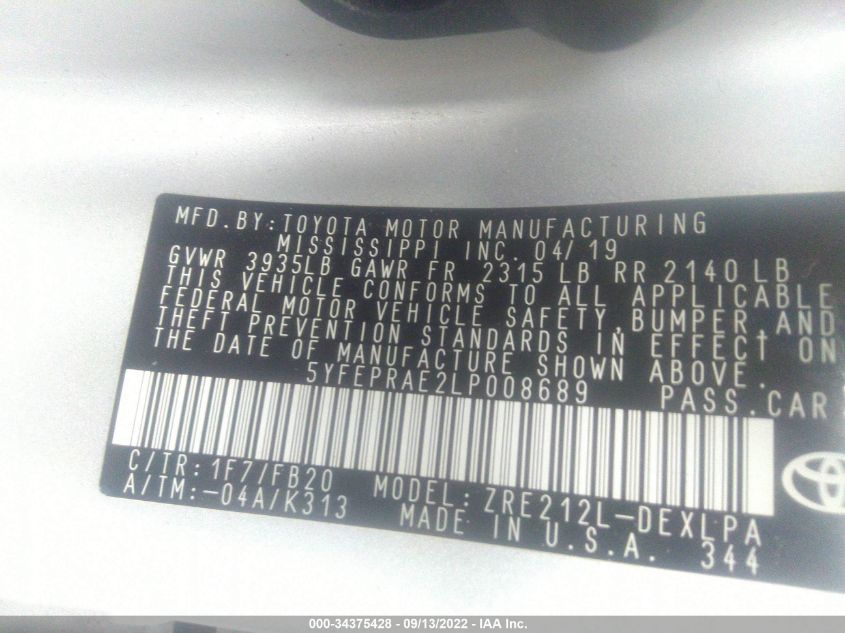 MFD.BY:TOYOTA MOTOR MANUFACTURING
MISSISSIPPI INC. 04/19
GVWR 3935LB GAWR FR 2315 LB RR 2140 LB
THIS VEHICLE CONFORMS TO ALL APPLICABLE
FEDERAL MOTOR VEHICLE SAFETY, BUMPER, AND
THEFT PREVENTION STANDARDS IN EFFECT ON
THE DATE OF MANUFACTURE SHOWN ABOVE.
5YFEPRAE2LP008689 PASS.CAR
C/TR:1F7/FB20 MODEL:ZRE212L-DEXLPA
A/TM:-04A/K313 MADE IN U.S.A. 344
000-34375428 - 09/13/2022 - IAA Inc.